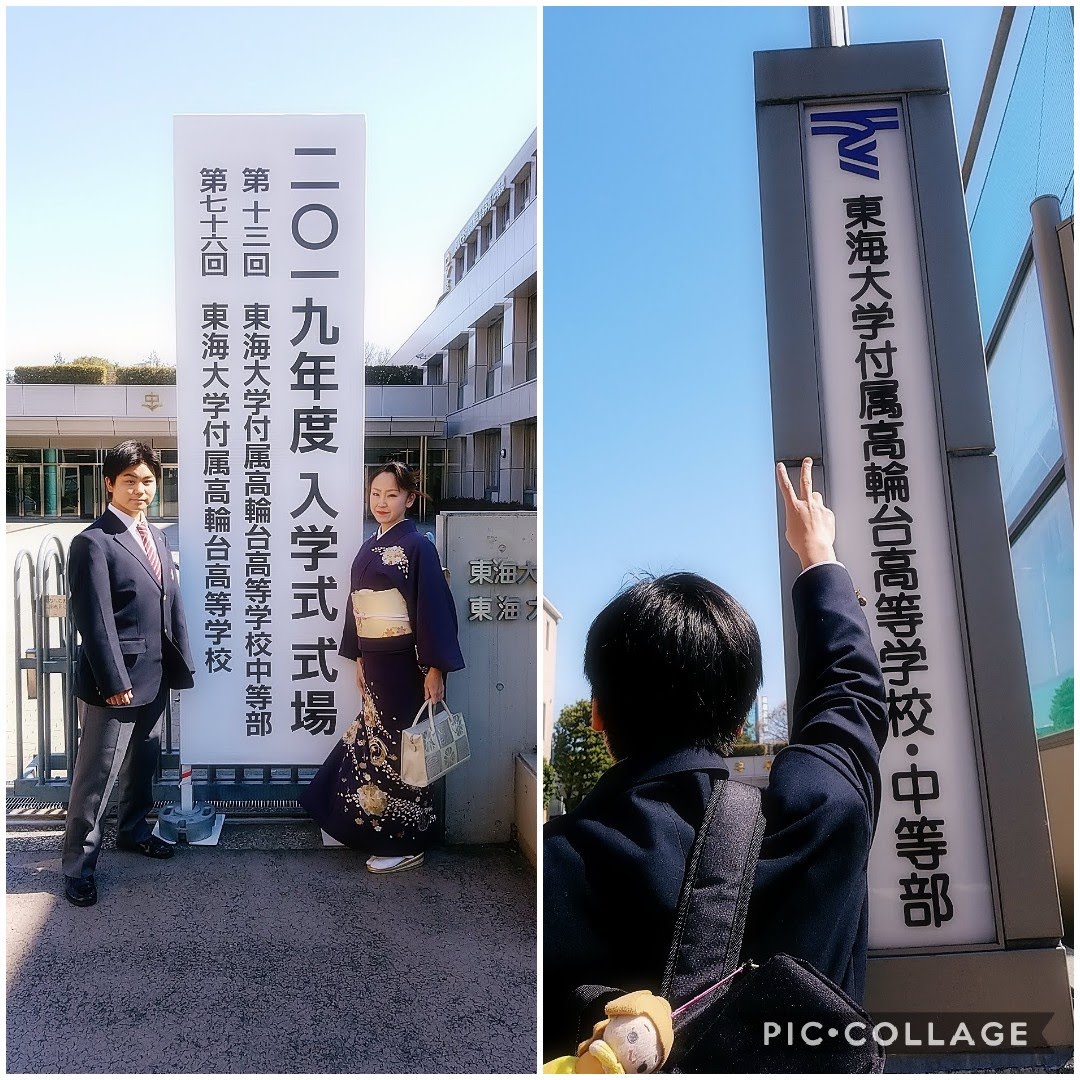 二〇一九年度 入学式 式場
第十三回 東海大学付属高輪台高等学校中等部
第七十六回 東海大学付属高輪台高等学校
東海大
東海大
東海大学付属高輪台高等学校・中等部
PIC•COLLAGE